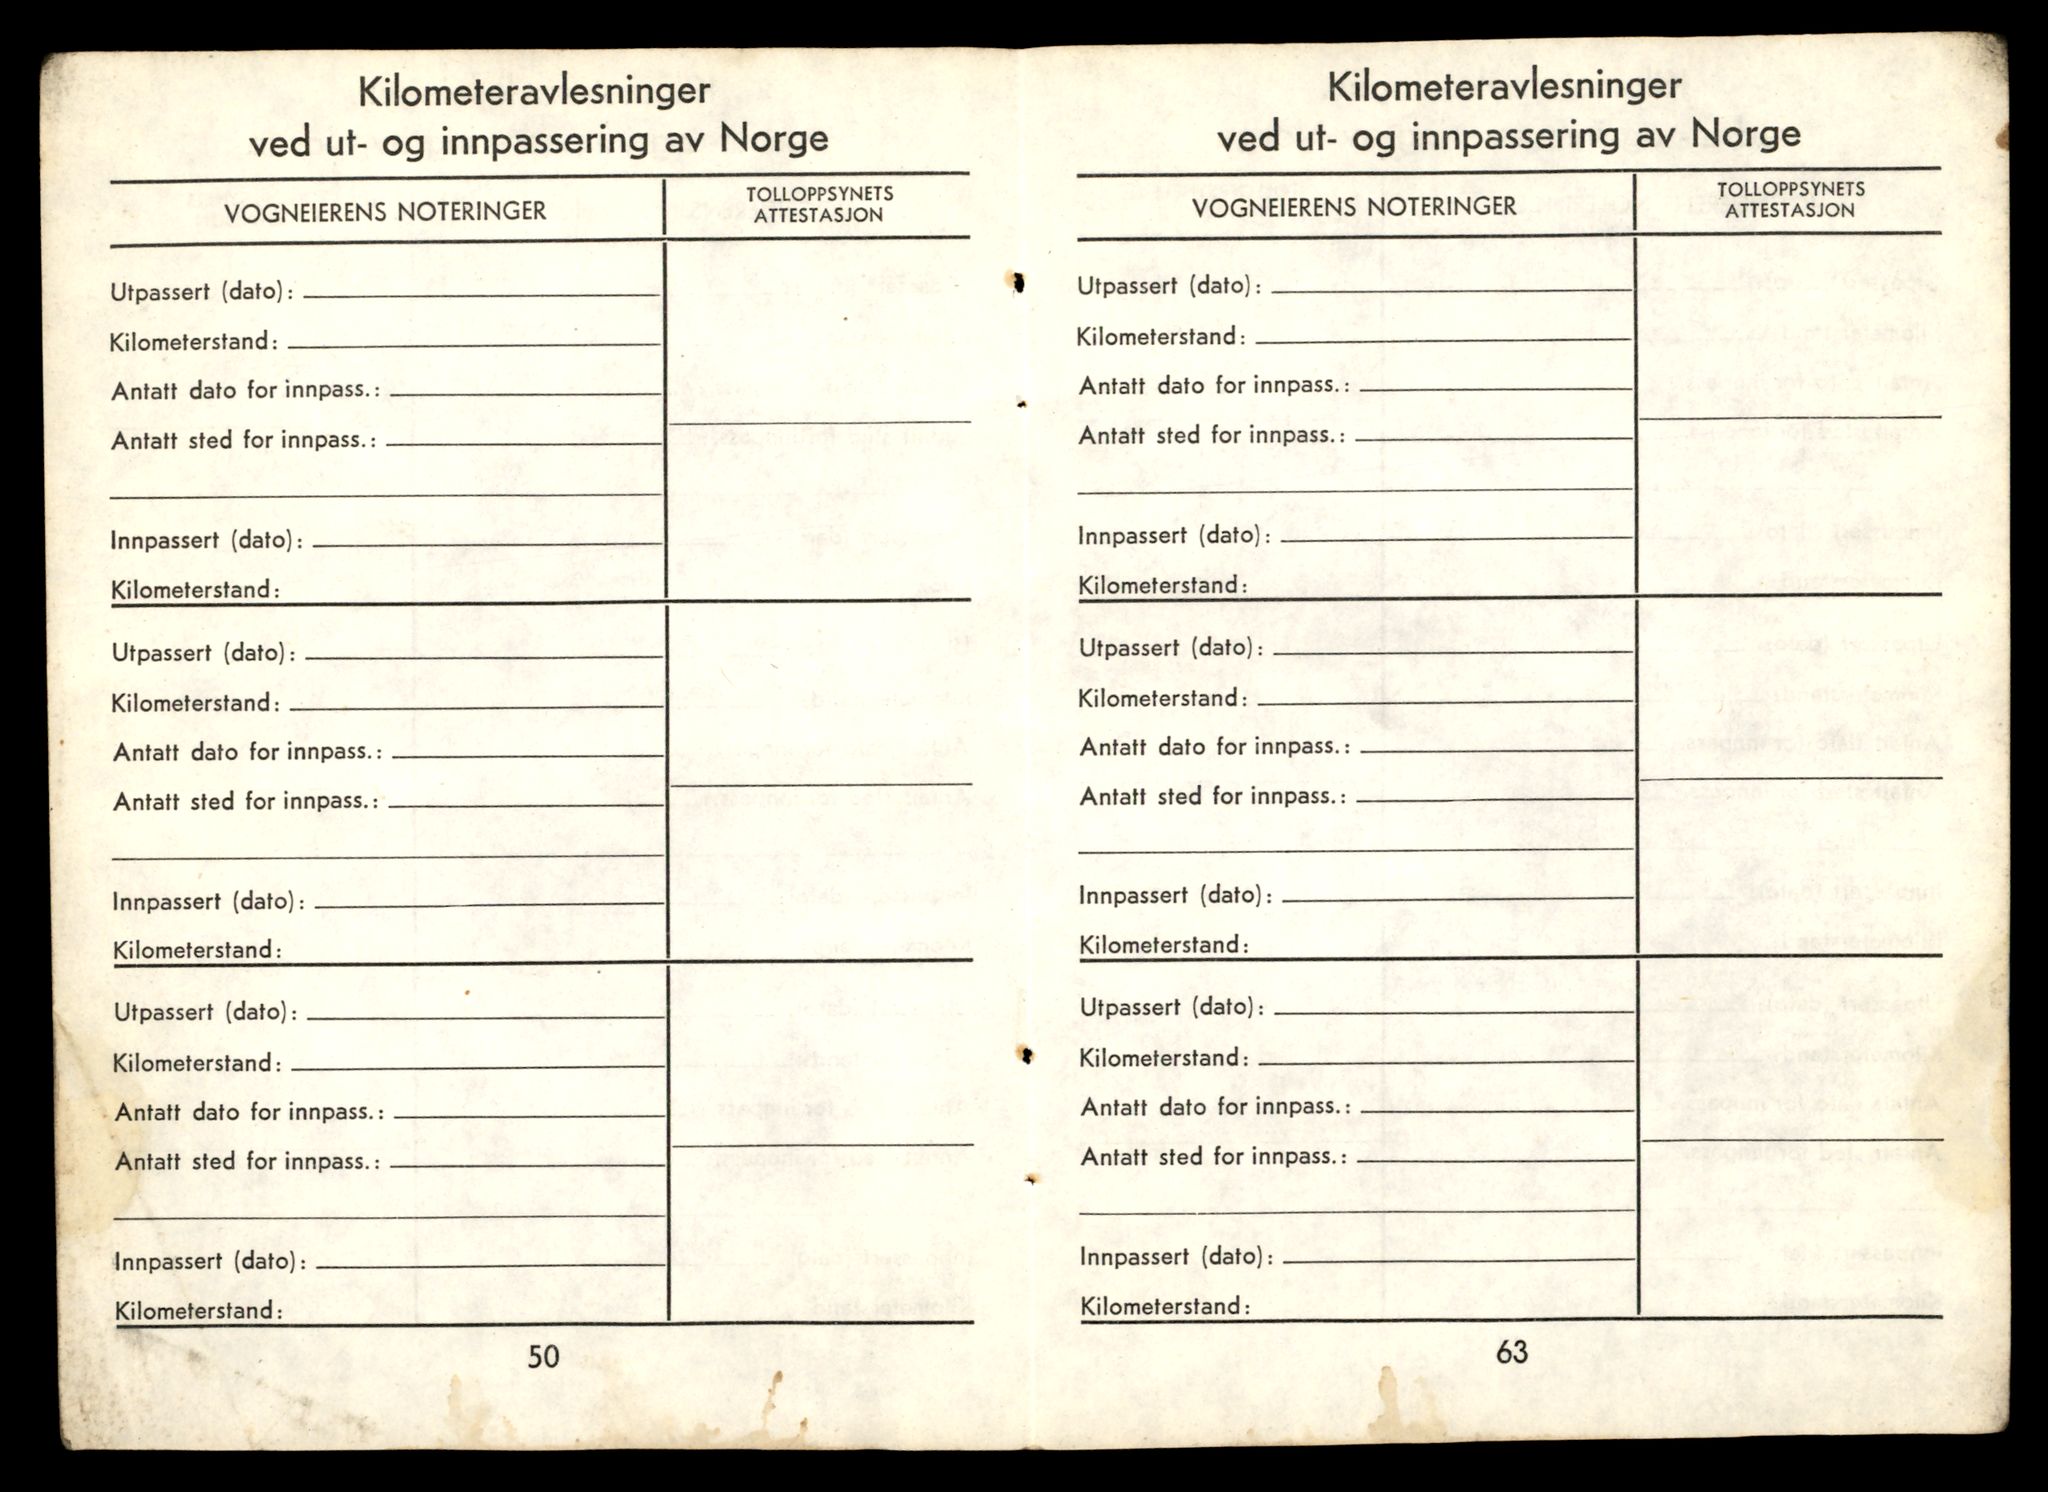 Kilometeravlesninger
ved ut- og innpassering av Norge
VOGNEIERENS NOTERINGER
TOLLOPPSYNETS
ATTESTASJON
Utpassert (dato):
Kilometerstand:
Antatt dato for innpass.:
Antatt sted for innpass.:
Innpassert (dato):
Kilometerstand:
Utpassert (dato):
Kilometerstand:
Antatt dato for innpass.:
Antatt sted for innpass.:
Innpassert (dato):
Kilometerstand:
Utpassert (dato):
Kilometerstand:
Antatt dato for innpass.:
Antatt sted for innpass.:
Innpassert (dato):
Kilometerstand:
50
Kilometeravlesninger
ved ut- og innpassering av Norge
VOGNEIERENS NOTERINGER
TOLLOPPSYNETS
ATTESTASJON
Utpassert (dato):
Kilometerstand:
Antatt dato for innpass.:
Antatt sted for innpass.:
Innpassert (dato):
Kilometerstand:
Utpassert (dato):
Kilometerstand:
Antatt dato for innpass.:
Antatt sted for innpass.:
Innpassert (dato):
Kilometerstand:
Utpassert (dato):
Kilometerstand:
Antatt dato for innpass.:
Antatt sted for innpass.:
Innpassert (dato):
Kilometerstand:
63